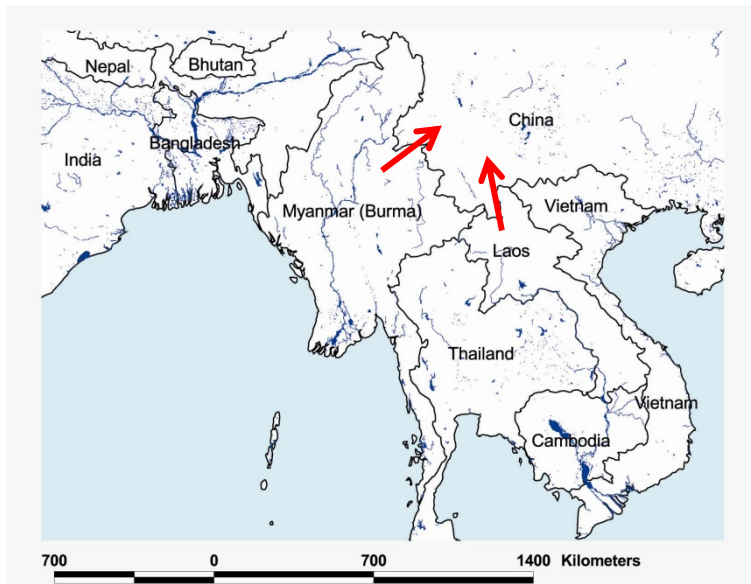 Nepal
Bhutan
China
Bangladesh
India
Myanmar (Burma)
Vietnam
Laos
Thailand
Vietnam
Cambodia
700 0 700 1400 Kilometers